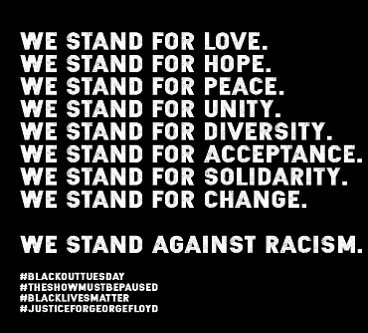 WE STAND FOR LOVE.
WE STAND FOR HOPE.
WE STAND FOR PEACE.
WE STAND FOR UNITY.
WE STAND FOR DIVERSITY.
WE STAND FOR ACCEPTANCE.
WE STAND FOR SOLIDARITY.
WE STAND FOR CHANGE.
WE STAND AGAINST RACISM.
#BLACKOUTTUESDAY
#THESHOWMUSTBEPAUSED
#BLACKLIVESMATTER
#JUSTICEFORGEORGEFLOYD